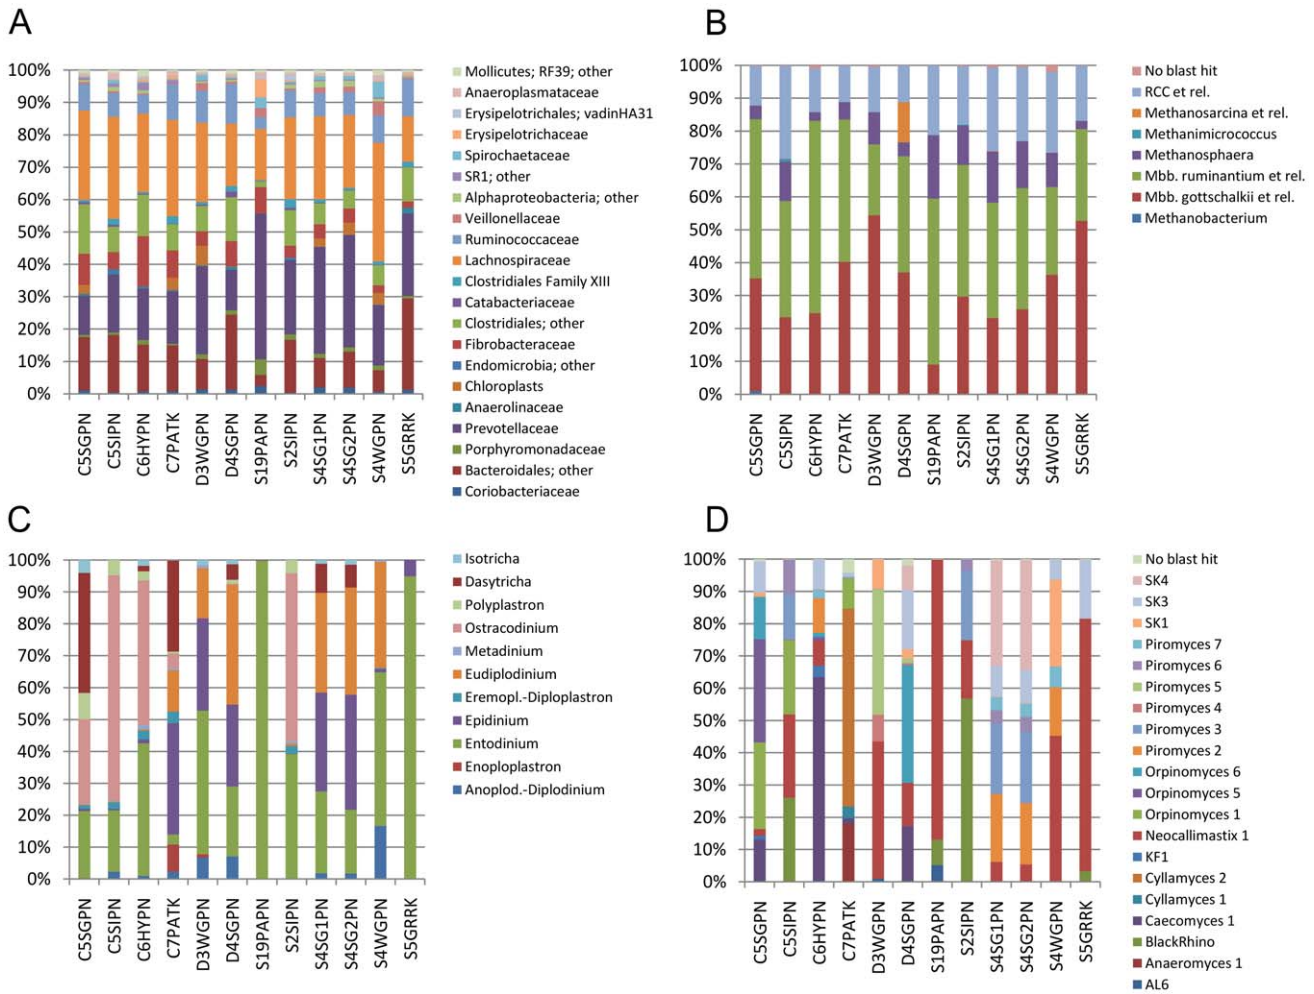 A
100%
90%
80%
70%
60%
50%
40%
30%
20%
10%
0%
C5SGPN
C5SIPN
C6HYPN
C7PATK
D3WGPN
D4SGPN
S19PAPN
S2SIPN
S4SG1PN
S4SG2PN
S4WGPN
S5GRRK
Mollicutes; RF39; other
Anaeroplasmataceae
Erysipelotrichales; vadinHA31
Erysipelotrichaceae
Spirochaetaceae
SR1; other
Alphaproteobacteria; other
Veillonellaceae
Ruminococcaceae
Lachnospiraceae
Clostridiales Family XIII
Catabacteriaceae
Clostridiales; other
Fibrobacteraceae
Endomicrobia; other
Chloroplasts
Anaerolinaceae
Prevotellaceae
Porphyromonadaceae
Bacteroidales; other
Coriobacteriaceae
B
100%
90%
80%
70%
60%
50%
40%
30%
20%
10%
0%
C5SGPN
C5SIPN
C6HYPN
C7PATK
D3WGPN
D4SGPN
S19PAPN
S2SIPN
S4SG1PN
S4SG2PN
S4WGPN
S5GRRK
No blast hit
RCC et rel.
Methanosarcina et rel.
Methanimicrococcus
Methanosphaera
Mbb. ruminantium et rel.
Mbb. gottschalkii et rel.
Methanobacterium
C
100%
90%
80%
70%
60%
50%
40%
30%
20%
10%
0%
C5SGPN
C5SIPN
C6HYPN
C7PATK
D3WGPN
D4SGPN
S19PAPN
S2SIPN
S4SG1PN
S4SG2PN
S4WGPN
S5GRRK
Isotricha
Dasytricha
Polyplastron
Ostracodinium
Metadinium
Eudiplodinium
Eremopl.-Diploplastron
Epidinium
Entodinium
Enoploplastron
Anoplod.-Diplodinium
D
100%
90%
80%
70%
60%
50%
40%
30%
20%
10%
0%
C5SGPN
C5SIPN
C6HYPN
C7PATK
D3WGPN
D4SGPN
S19PAPN
S2SIPN
S4SG1PN
S4SG2PN
S4WGPN
S5GRRK
No blast hit
SK4
SK3
SK1
Piromyces 7
Piromyces 6
Piromyces 5
Piromyces 4
Piromyces 3
Piromyces 2
Orpinomyces 6
Orpinomyces 5
Orpinomyces 1
Neocallimastix 1
KF1
Cyllamyces 2
Cyllamyces 1
Caecomyces 1
BlackRhino
Anaeromyces 1
AL6